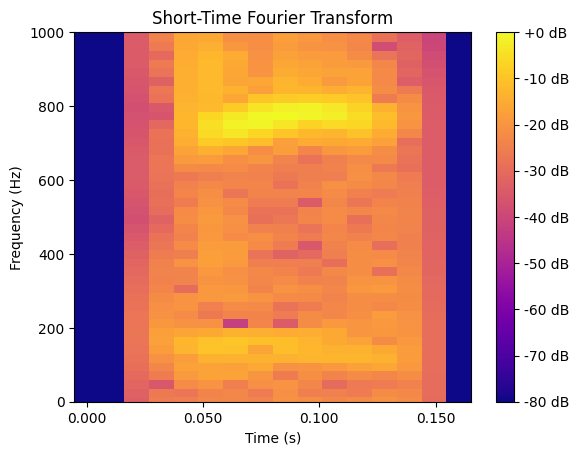 Short-Time Fourier Transform
1000
800
600
400
200
0
Frequency (Hz)
0.000
0.050
0.100
0.150
Time (s)
+0 dB
-10 dB
-20 dB
-30 dB
-40 dB
-50 dB
-60 dB
-70 dB
-80 dB